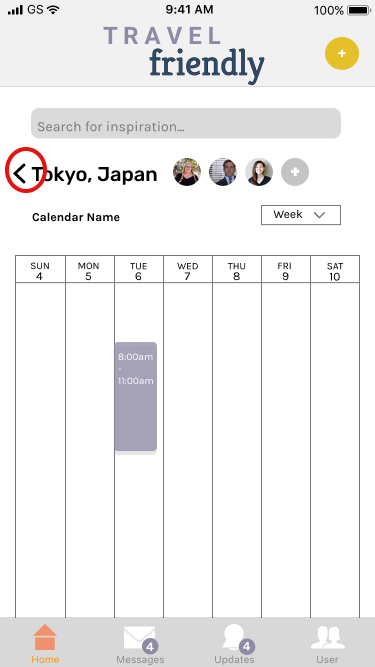 GS 9:41 AM 100%
TRAVEL
friendly
Search for inspiration...
Tokyo, Japan
Calendar Name Week
SUN MON TUE WED THU FRI SAT
4 5 6 7 8 9 10
8:00am
-
11:00am
4 4
Home Messages Updates User